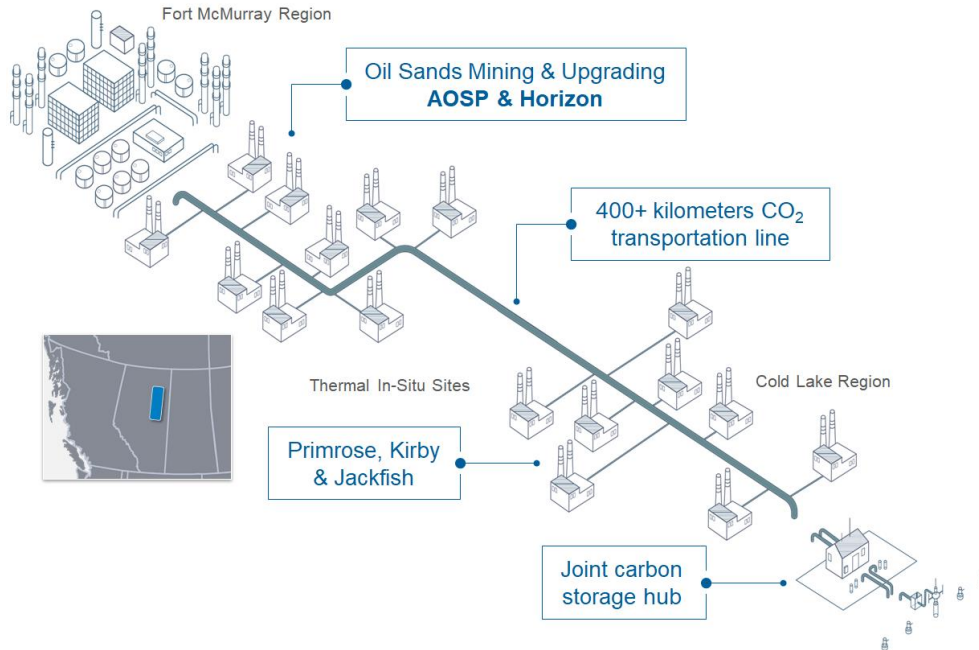 Fort McMurray Region
Oil Sands Mining & Upgrading
AOSP & Horizon
400+ kilometers CO₂
transportation line
Thermal In-Situ Sites
Cold Lake Region
Primrose, Kirby
& Jackfish
Joint carbon
storage hub